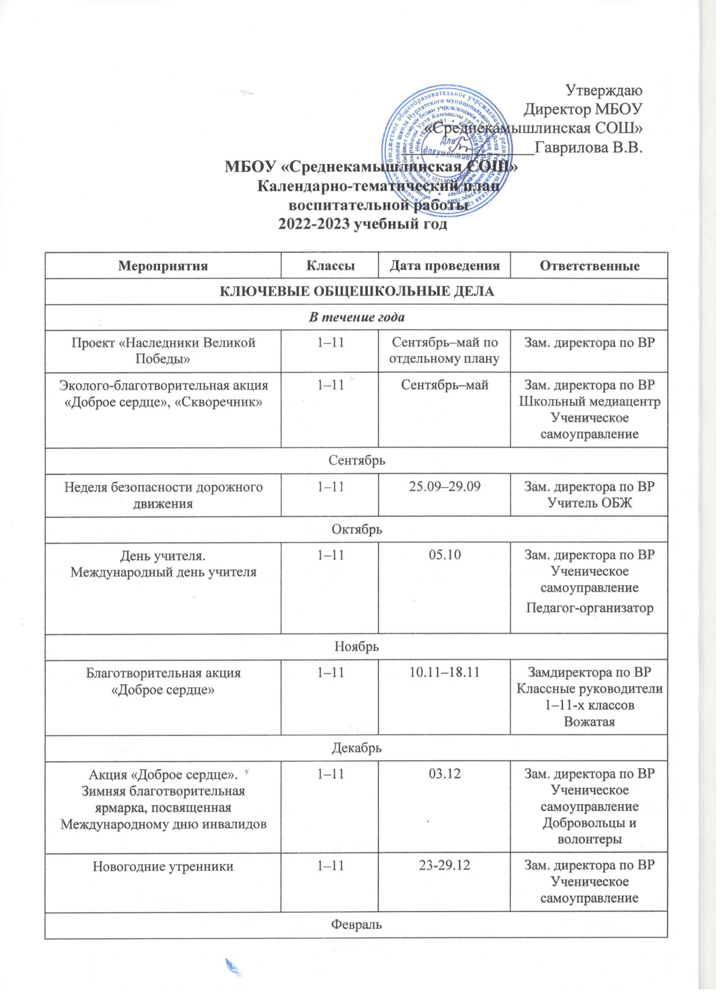 Утверждаю
Директор МБОУ
«Среднекамышлинская СОШ»
Гаврилова В.В.
Для
документов
МБОУ «Среднекамышлинская СОШ»
Календарно-тематический план
воспитательной работы
2022-2023 учебный год
Мероприятия Классы Дата проведения Ответственные
КЛЮЧЕВЫЕ ОБЩЕШКОЛЬНЫЕ ДЕЛА
В течение года
Проект «Наследники Великой
Победы»
1–11
Сентябрь–май по
отдельному плану
Зам. директора по ВР
Эколого-благотворительная акция
«Доброе сердце», «Скворечник»
1–11
Сентябрь–май
Зам. директора по ВР
Школьный медиацентр
Ученическое
самоуправление
Сентябрь
Неделя безопасности дорожного
движения
1–11
25.09–29.09
Зам. директора по ВР
Учитель ОБЖ
Октябрь
День учителя.
Международный день учителя
1–11
05.10
Зам. директора по ВР
Ученическое
самоуправление
Педагог-организатор
Ноябрь
Благотворительная акция
«Доброе сердце»
1–11
10.11–18.11
Замдиректора по ВР
Классные руководители
1–11-х классов
Вожатая
Декабрь
Акция «Доброе сердце».
Зимняя благотворительная
ярмарка, посвященная
Международному дню инвалидов
1–11
03.12
Зам. директора по ВР
Ученическое
самоуправление
Добровольцы и
волонтеры
Новогодние утренники
1–11
23-29.12
Зам. директора по ВР
Ученическое
самоуправление
Февраль